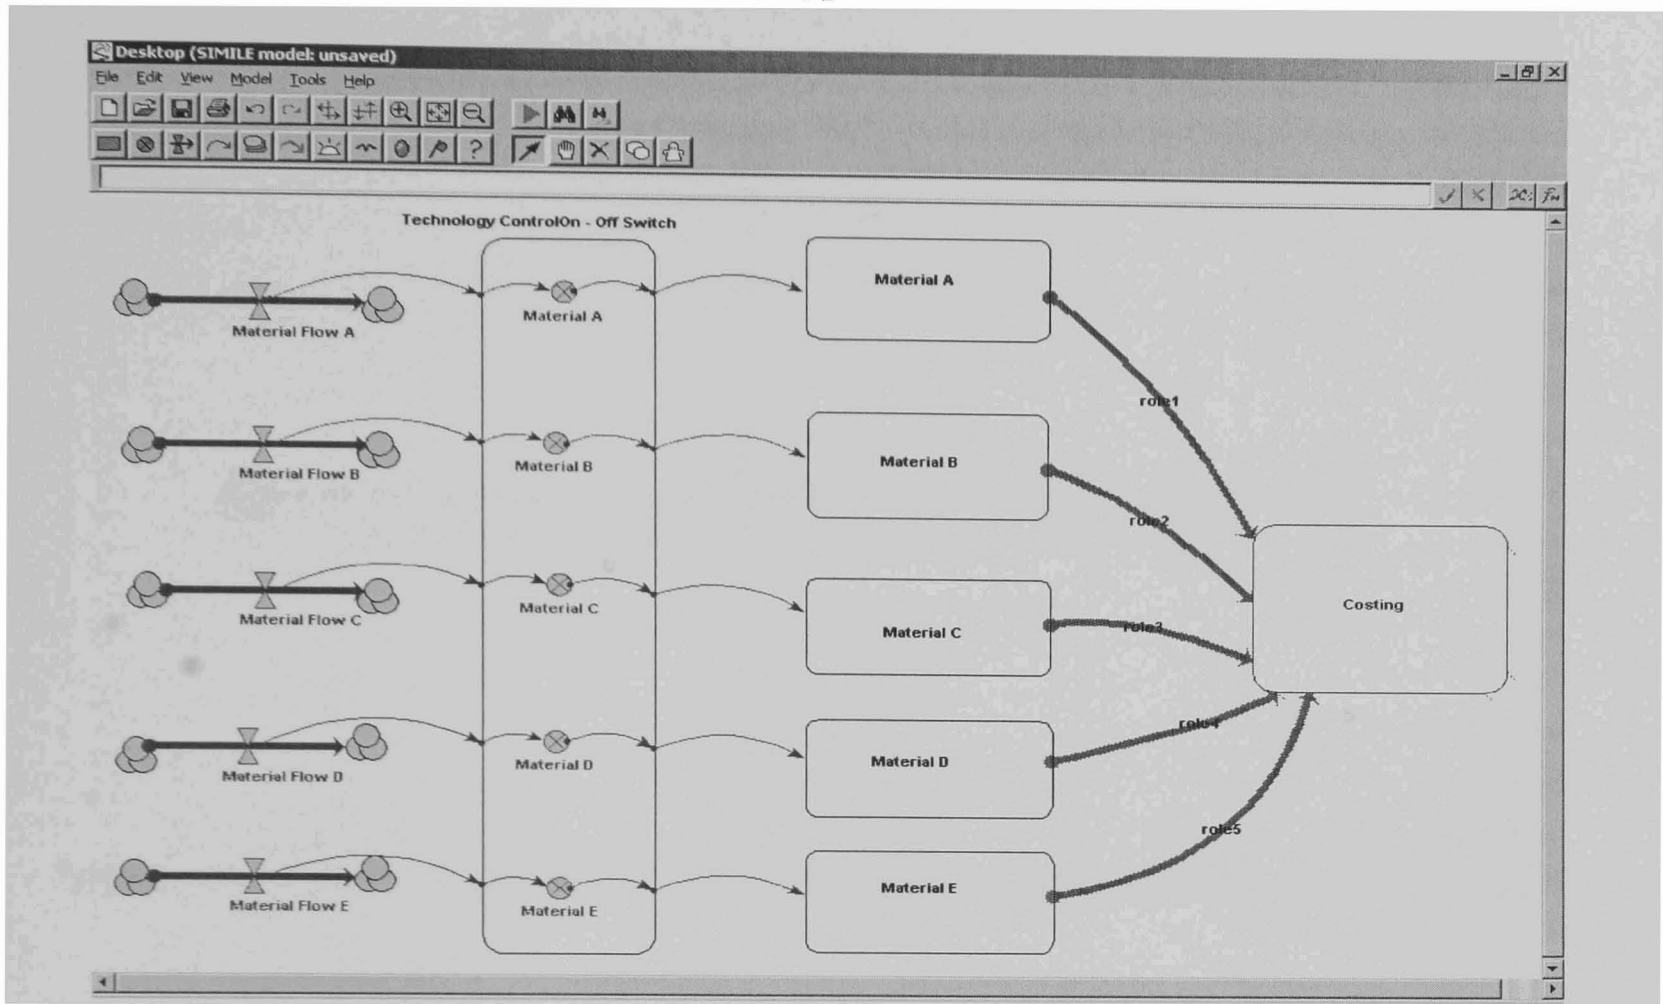 Desktop (SIMILE model: unsaved)
File Edit View Model Tools Help
?
Technology ControlOn - Off Switch
Material Flow A
Material A
Material A
role1
Material Flow B
Material B
Material B
role2
Material Flow C
Material C
Material C
role3
Costing
Material Flow D
Material D
Material D
role4
Material Flow E
Material E
Material E
role5